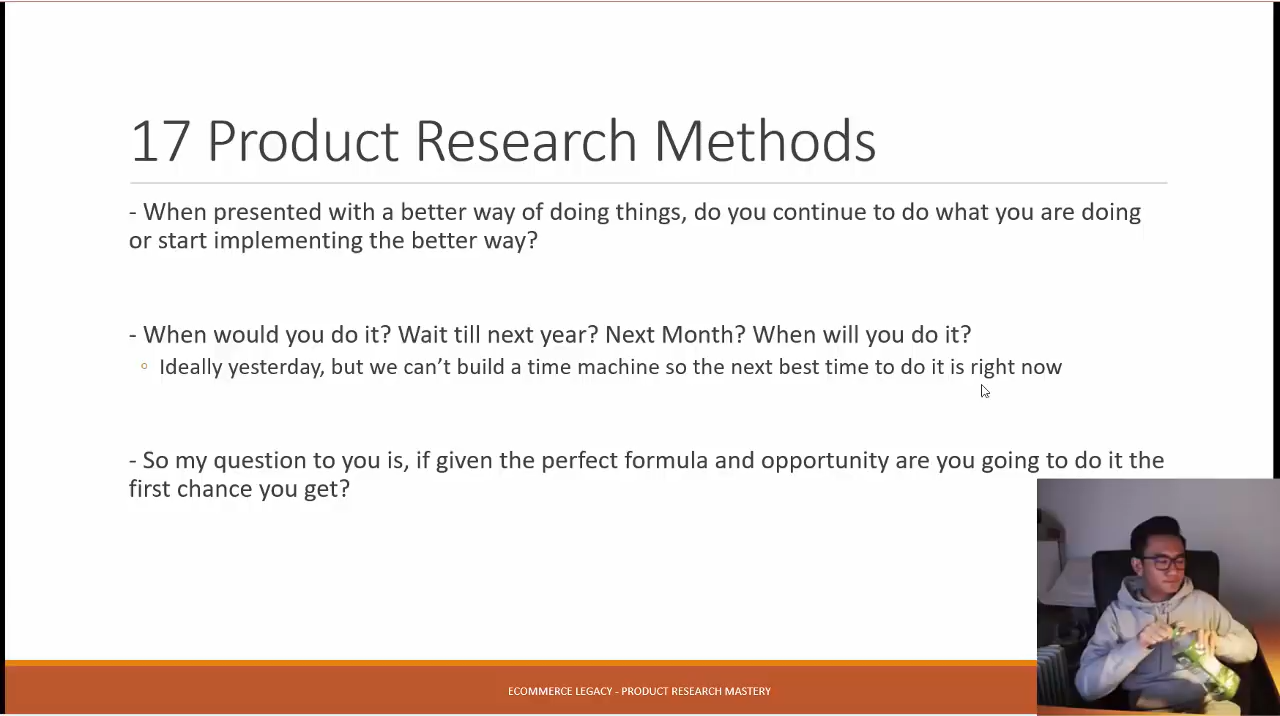 17 Product Research Methods
- When presented with a better way of doing things, do you continue to do what you are doing
or start implementing the better way?
- When would you do it? Wait till next year? Next Month? When will you do it?
◦ Ideally yesterday, but we can’t build a time machine so the next best time to do it is right now
- So my question to you is, if given the perfect formula and opportunity are you going to do it the
first chance you get?
ECOMMERCE LEGACY - PRODUCT RESEARCH MASTERY